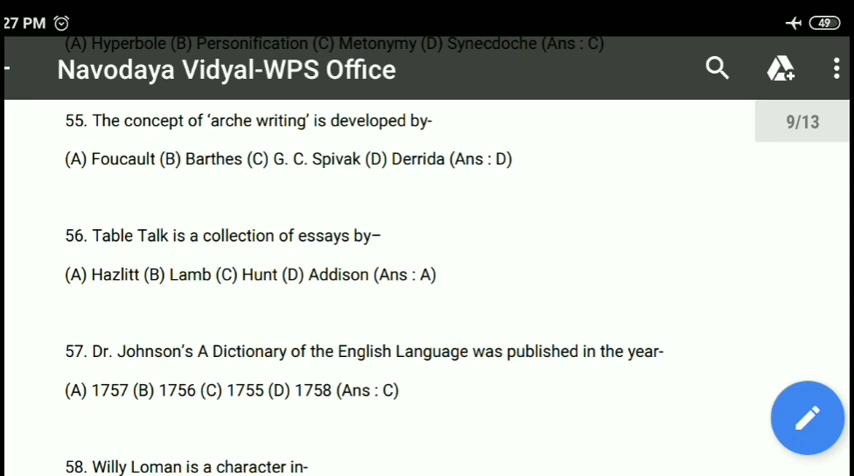 27 PM 49
(A) Hyperbole (B) Personification (C) Metonymy (D) Synecdoche (Ans : C)
Navodaya Vidyal-WPS Office
55. The concept of ‘arche writing’ is developed by-
9/13
(A) Foucault (B) Barthes (C) G. C. Spivak (D) Derrida (Ans : D)
56. Table Talk is a collection of essays by–
(A) Hazlitt (B) Lamb (C) Hunt (D) Addison (Ans : A)
57. Dr. Johnson’s A Dictionary of the English Language was published in the year-
(A) 1757 (B) 1756 (C) 1755 (D) 1758 (Ans : C)
58. Willy Loman is a character in-